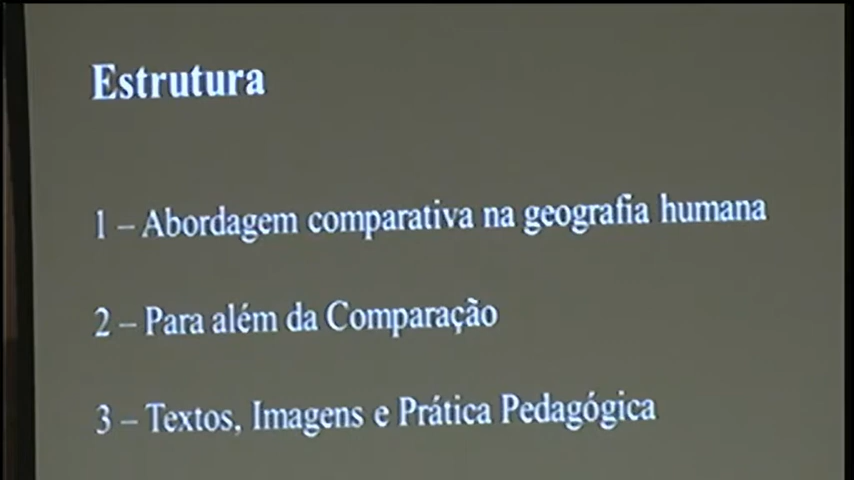 Estrutura
1 – Abordagem comparativa na geografia humana
2 – Para além da Comparação
3 – Textos, Imagens e Prática Pedagógica